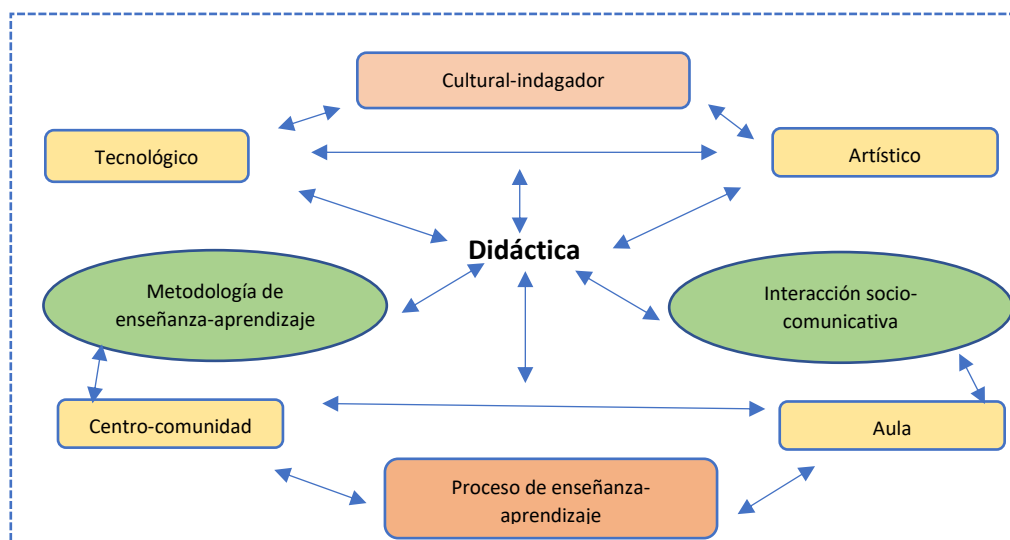 Cultural-indagador
Tecnológico
Artístico
Didáctica
Metodología de
enseñanza-aprendizaje
Interacción socio-
comunicativa
Centro-comunidad
Aula
Proceso de enseñanza-
aprendizaje